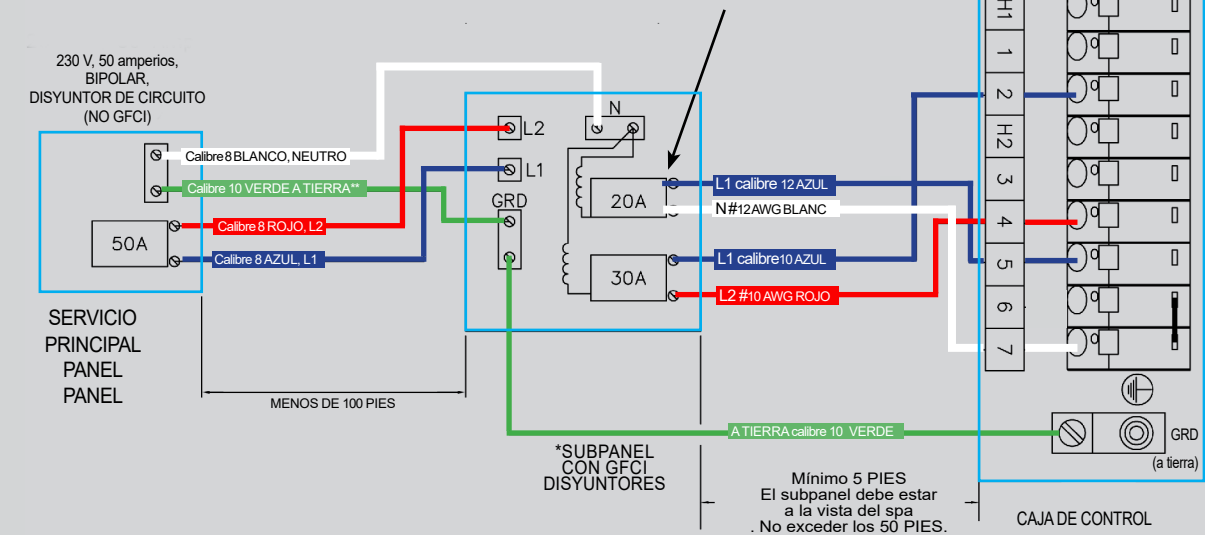 230 V, 50 amperios,
BIPOLAR,
DISYUNTOR DE CIRCUITO
(NO GFCI)
Calibre 8 BLANCO, NEUTRO
Calibre 10 VERDE A TIERRA**
Calibre 8 ROJO, L2
Calibre 8 AZUL, L1
50A
SERVICIO
PRINCIPAL
PANEL
PANEL
MENOS DE 100 PIES
L2
L1
GRD
N
20A
30A
*SUBPANEL
CON GFCI
DISYUNTORES
L1 calibre 12 AZUL
N#12AWG BLANC
L1 calibre10 AZUL
L2 #10 AWG ROJO
A TIERRA calibre 10 VERDE
Mínimo 5 PIES
El subpanel debe estar
a la vista del spa
. No exceder los 50 PIES.
H1
1
2
H2
3
4
5
6
7
GRD
(a tierra)
CAJA DE CONTROL